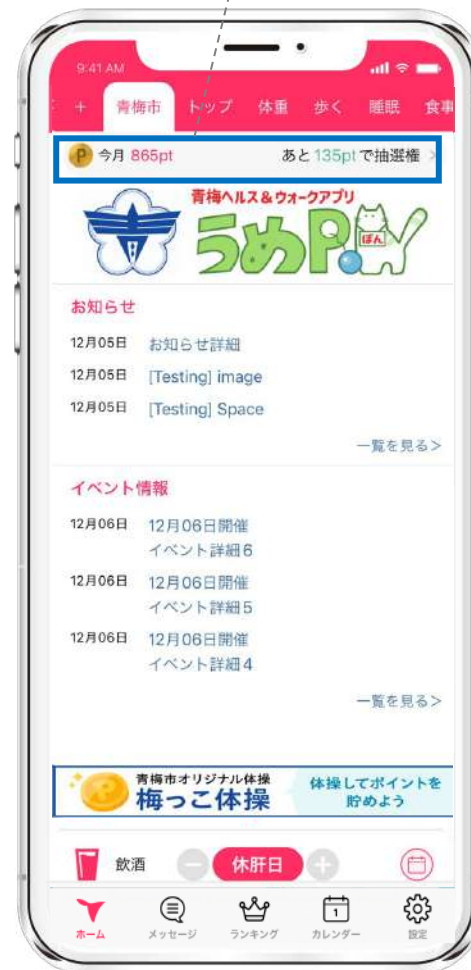 9:41 AM
+ 青梅市 トップ 体重 歩く 睡眠 食事
P 今月 865pt あと 135pt で抽選権 >
青梅ヘルス&ウォークアプリ
うめPぽん
お知らせ
12月05日 お知らせ詳細
12月05日 [Testing] image
12月05日 [Testing] Space
一覧を見る>
イベント情報
12月06日 12月06日開催
イベント詳細6
12月06日 12月06日開催
イベント詳細5
12月06日 12月06日開催
イベント詳細4
一覧を見る>
青梅市オリジナル体操
梅っこ体操
体操してポイントを
貯めよう
飲酒 − 休肝日 +
1
ホーム メッセージ ランキング カレンダー 設定